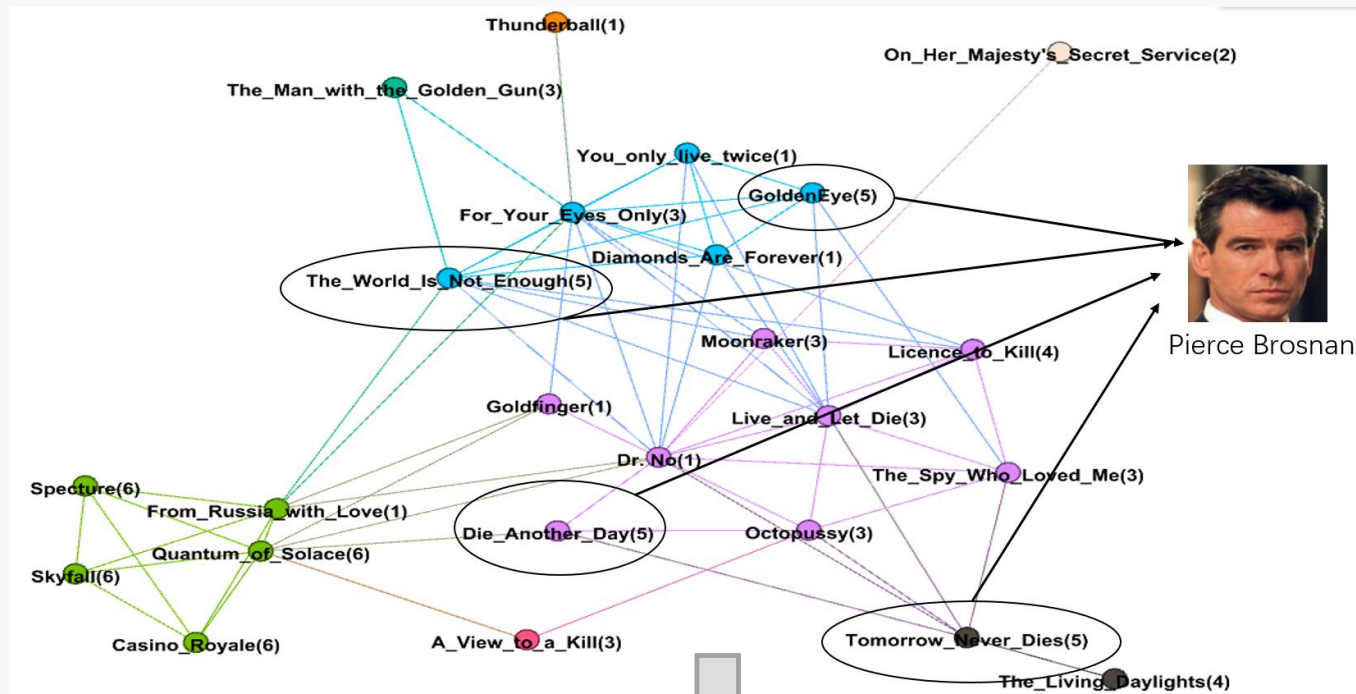 Thunderball(1)
On_Her_Majesty's_Secret_Service(2)
The_Man_with_the_Golden_Gun(3)
You_only_live_twice(1)
GoldenEye(5)
For_Your_Eyes_Only(3)
Diamonds_Are_Forever(1)
The_World_Is_Not_Enough(5)
Moonraker(3)
Licence_to_Kill(4)
Pierce Brosnan
Goldfinger(1)
Live_and_Let_Die(3)
Dr. No(1)
The_Spy_Who_Loved_Me(3)
Specture(6)
From_Russia_with_Love(1)
Die_Another_Day(5)
Octopussy(3)
Quantum_of_Solace(6)
Skyfall(6)
Casino_Royale(6)
A_View_to_a_Kill(3)
Tomorrow_Never_Dies(5)
The_Living_Daylights(4)